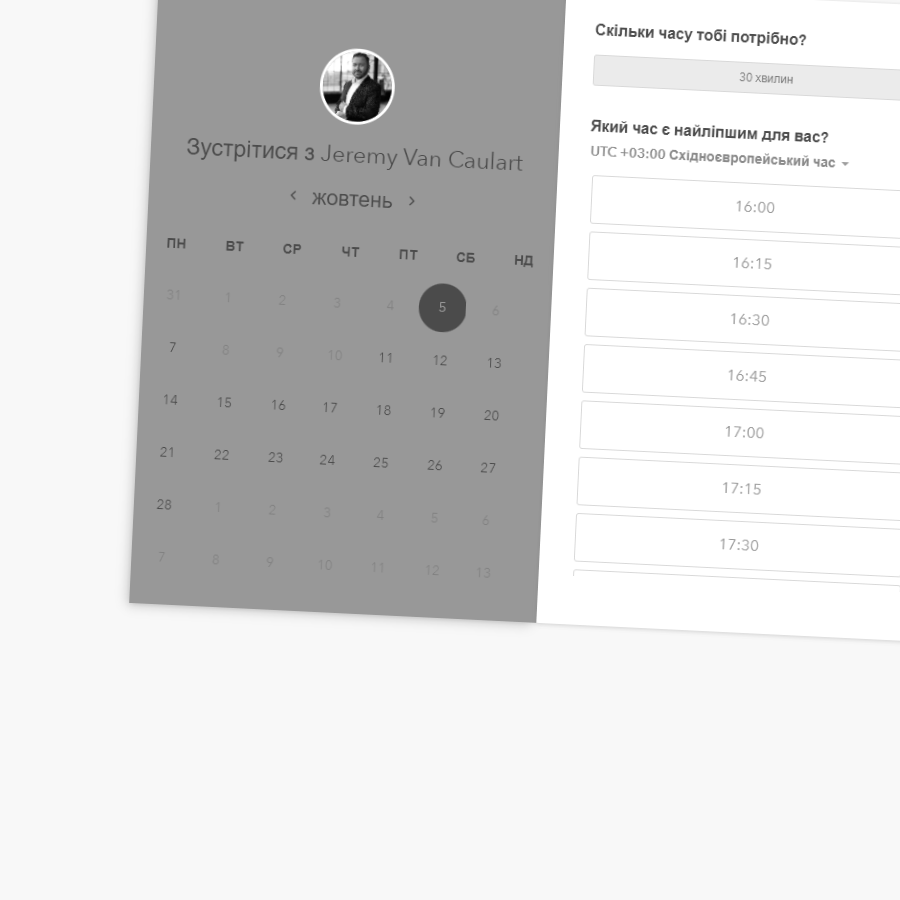 Зустрітися з Jeremy Van Caulart
‹ жовтень ›
ПН ВТ СР ЧТ ПТ СБ НД
31 1 2 3 4 5 6
7 8 9 10 11 12 13
14 15 16 17 18 19 20
21 22 23 24 25 26 27
28 1 2 3 4 5 6
7 8 9 10 11 12 13
Скільки часу тобі потрібно?
30 хвилин
Який час є найліпшим для вас?
UTC +03:00 Східноєвропейський час
16:00
16:15
16:30
16:45
17:00
17:15
17:30